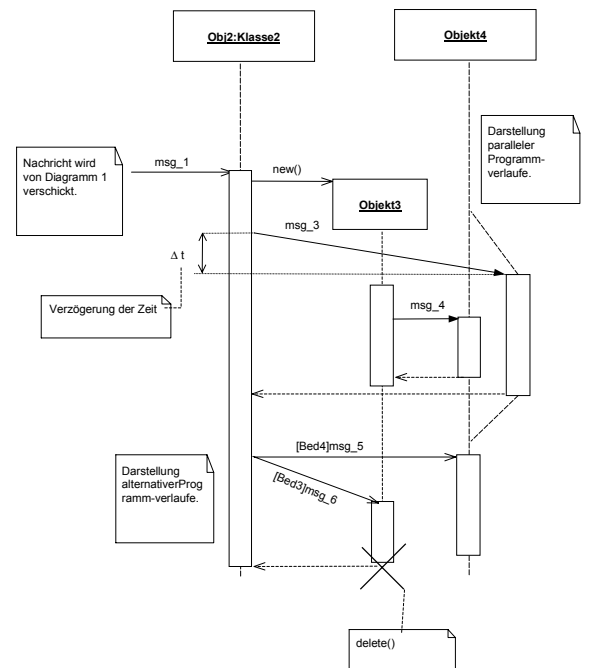 Obj2:Klasse2
Objekt4
Darstellung
paralleler
Programm-
verlaufe.
Nachricht wird
von Diagramm 1
verschickt.
msg_1
new()
Objekt3
msg_3
Δ t
Verzögerung der Zeit
msg_4
[Bed4]msg_5
Darstellung
alternativerProg
ramm-verlaufe.
[Bed3]msg_6
delete()